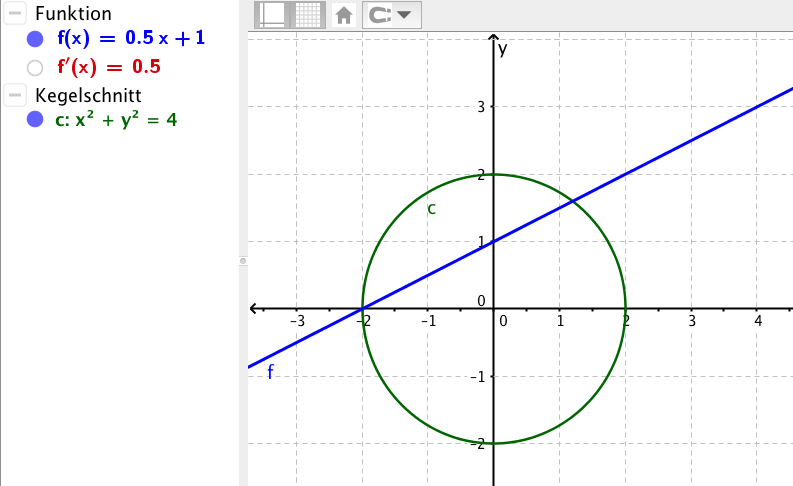 Funktion
f(x) = 0.5 x + 1
f′(x) = 0.5
Kegelschnitt
c: x² + y² = 4
y
3
2
c
1
0
-3 -2 -1 0 1 2 3 4
f
-1
-2